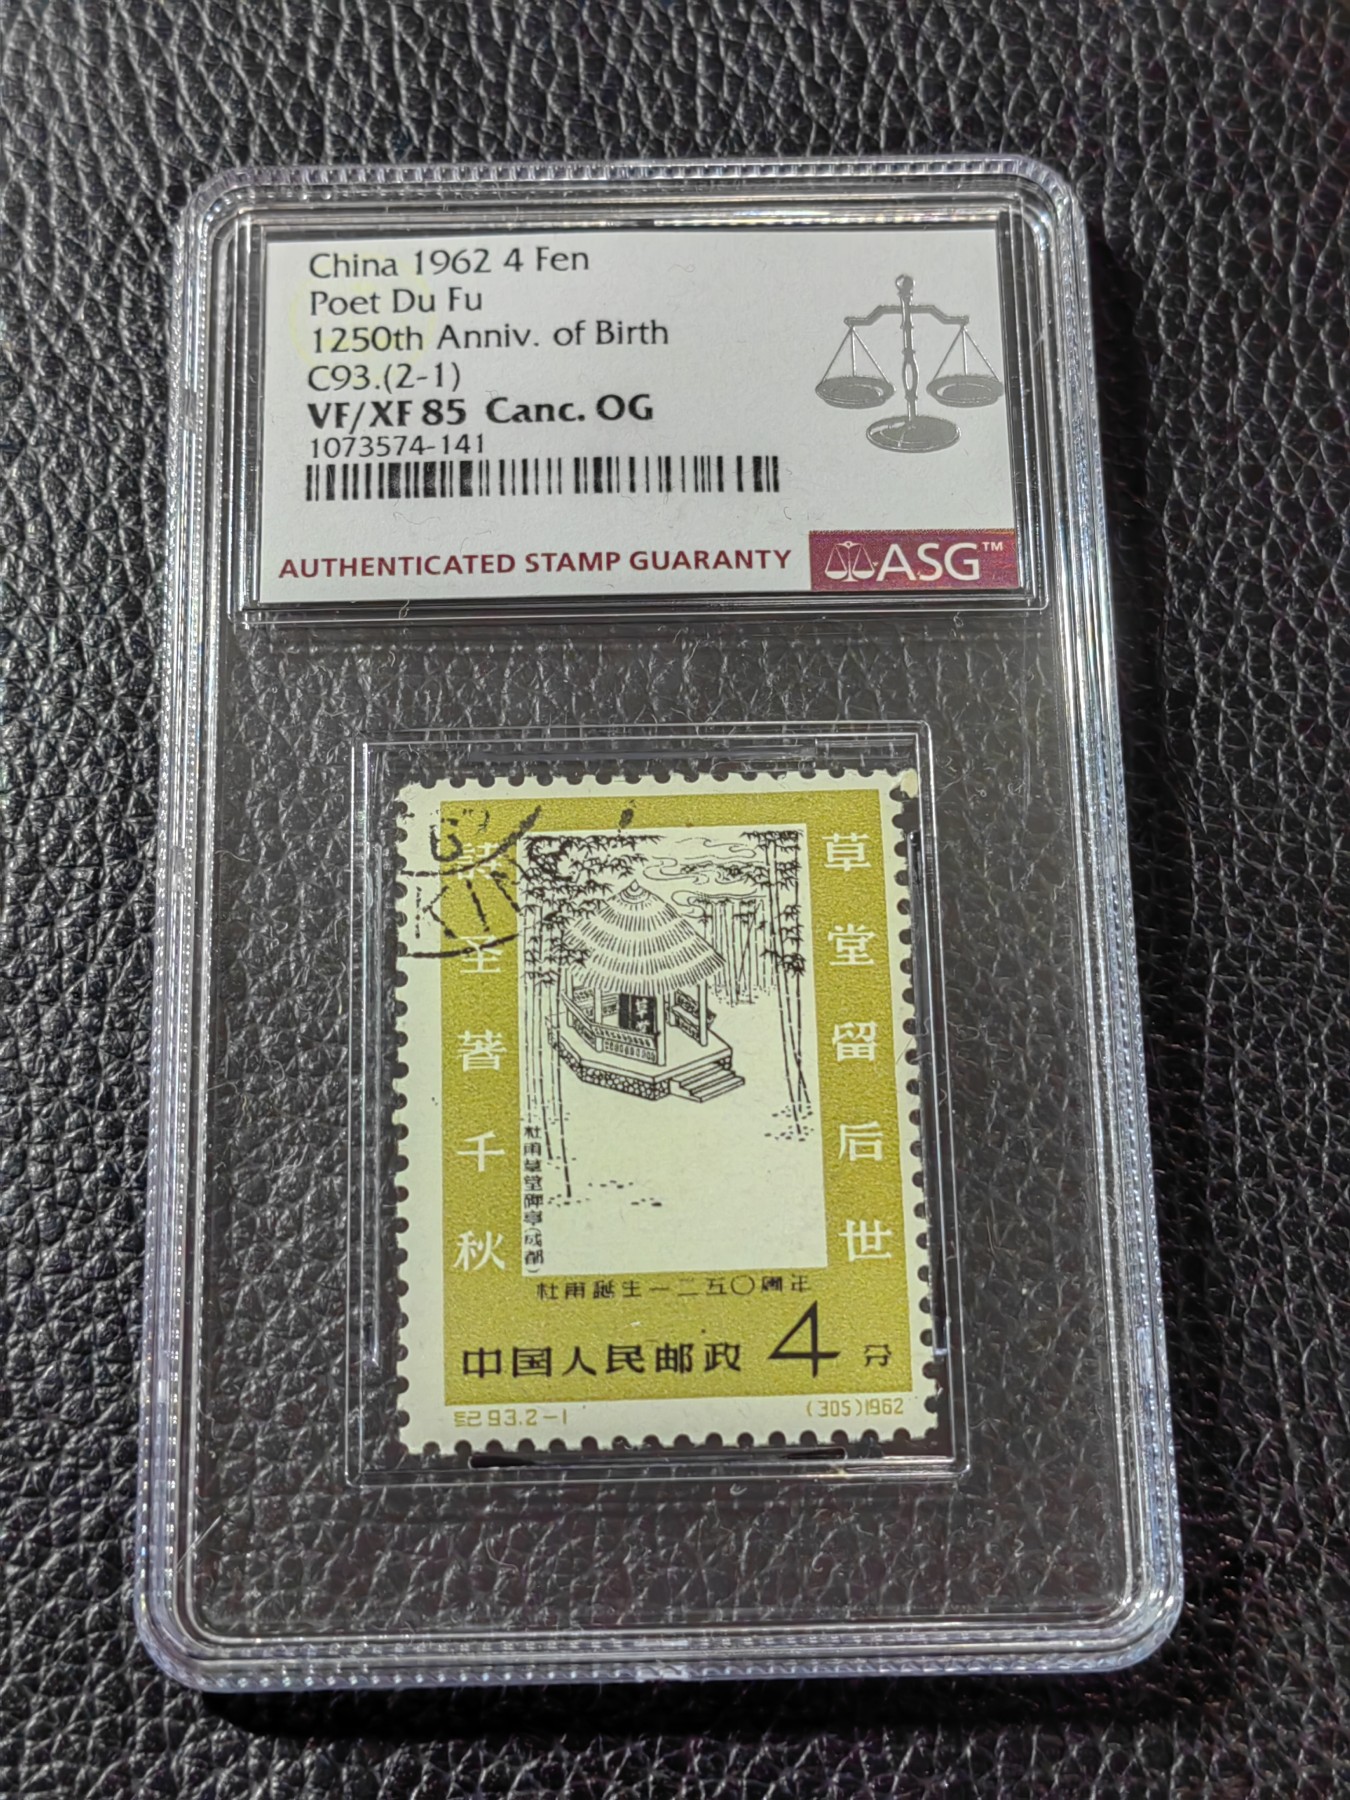 China 1962 4 Fen
Poet Du Fu
1250th Anniv. of Birth
C93.(2-1)
VF/XF 85 Canc. OG
1073574-141
AUTHENTICATED STAMP GUARANTY
ASG™
草堂留后世
聖著千秋
杜甫草堂碑亭(成都)
杜甫誕生一二五〇周年
中国人民邮政 4分
纪93.2-1
(305)1962